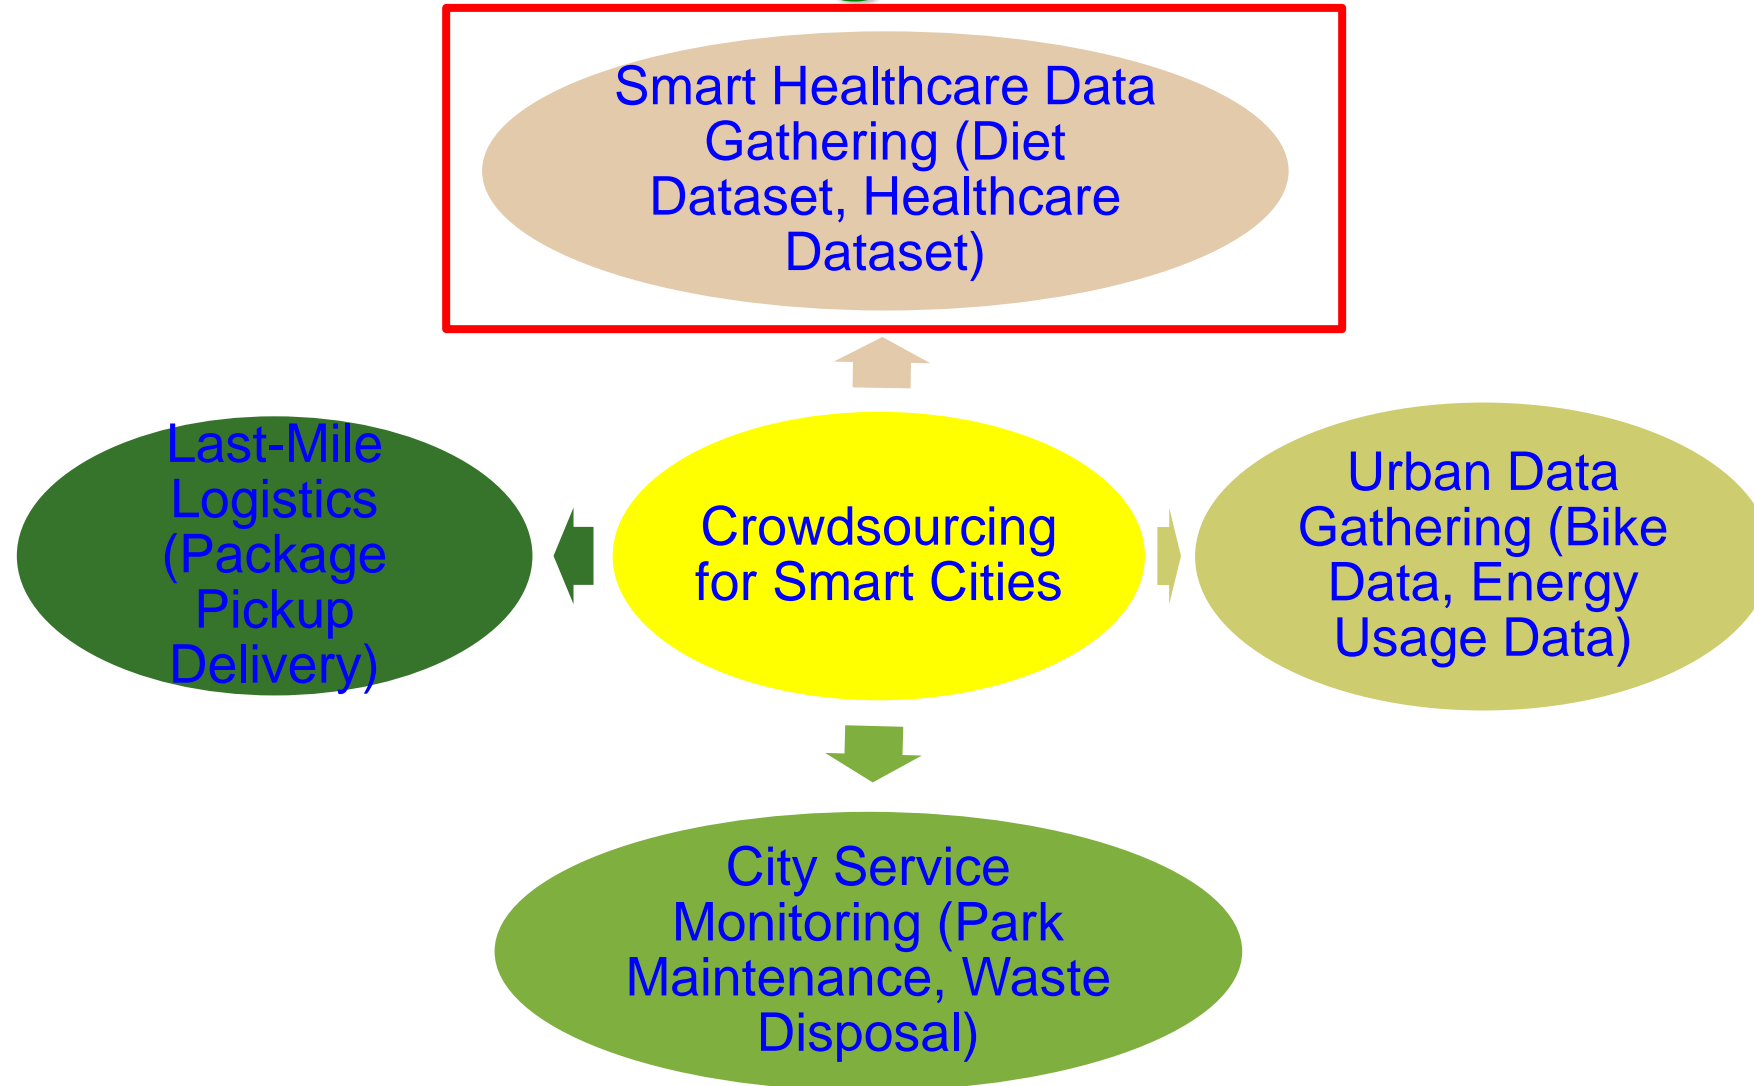 Smart Healthcare Data
Gathering (Diet
Dataset, Healthcare
Dataset)
Last-Mile
Logistics
(Package
Pickup
Delivery)
Crowdsourcing
for Smart Cities
Urban Data
Gathering (Bike
Data, Energy
Usage Data)
City Service
Monitoring (Park
Maintenance, Waste
Disposal)